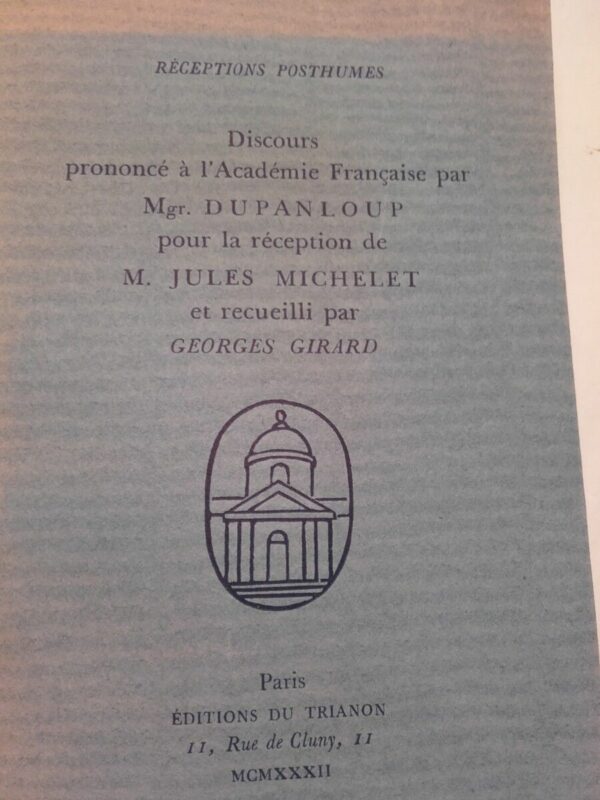 RÉCEPTIONS POSTHUMES
Discours
prononcé à l'Académie Française par
Mgr. DUPANLOUP
pour la réception de
M. JULES MICHELET
et recueilli par
GEORGES GIRARD
Paris
ÉDITIONS DU TRIANON
11, Rue de Cluny, 11
MCMXXXII